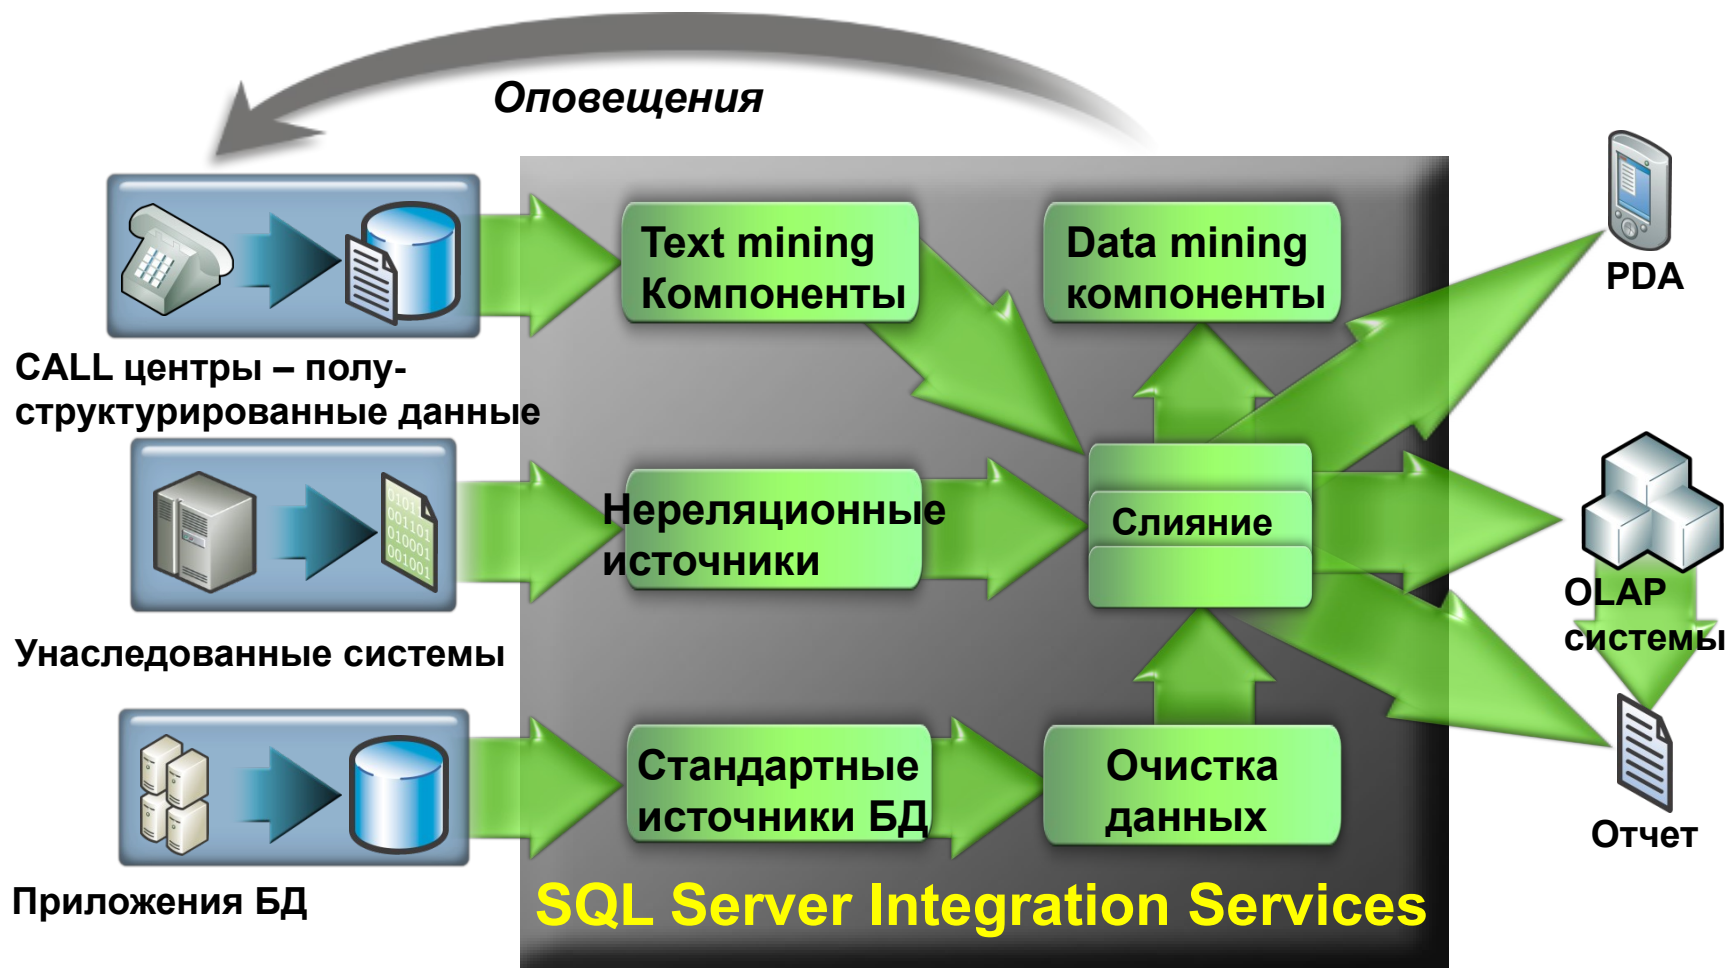 Оповещения
Text mining
Компоненты
Data mining
компоненты
PDA
CALL центры – полу-
структурированные данные
Нереляционные
источники
Слияние
OLAP
системы
Унаследованные системы
Стандартные
источники БД
Очистка
данных
Отчет
Приложения БД
SQL Server Integration Services